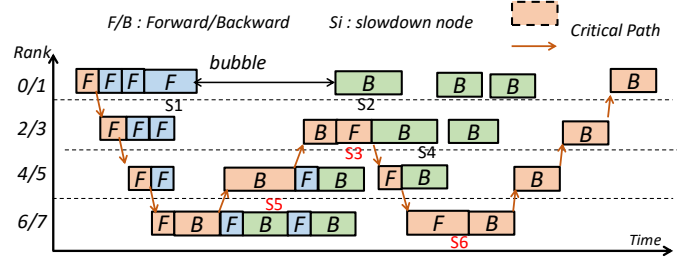 F/B : Forward/Backward Si : slowdown node
Critical Path
Rank
0/1 F F F F bubble B B B B
S1 S2
2/3 F F F B F B B B
S3 S4
4/5 F F B F B F B B
S5
6/7 F B F B F B F B
S6
Time